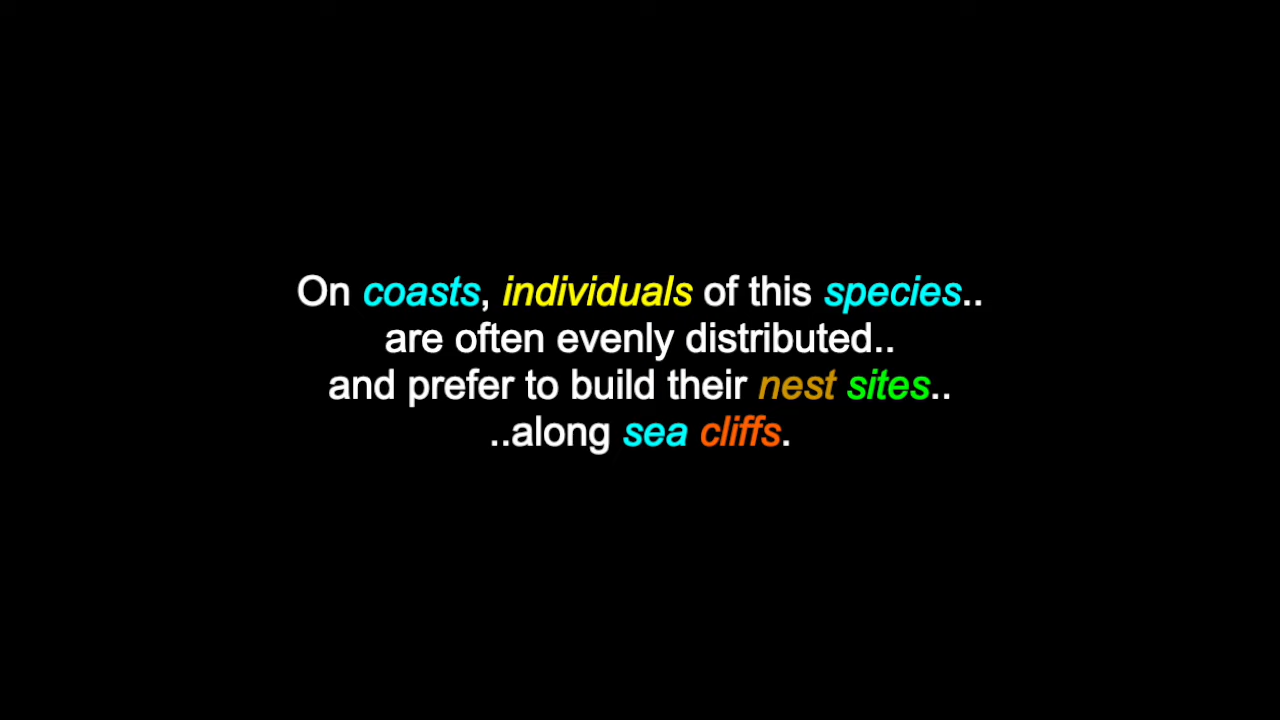 On coasts, individuals of this species..
are often evenly distributed..
and prefer to build their nest sites..
..along sea cliffs.